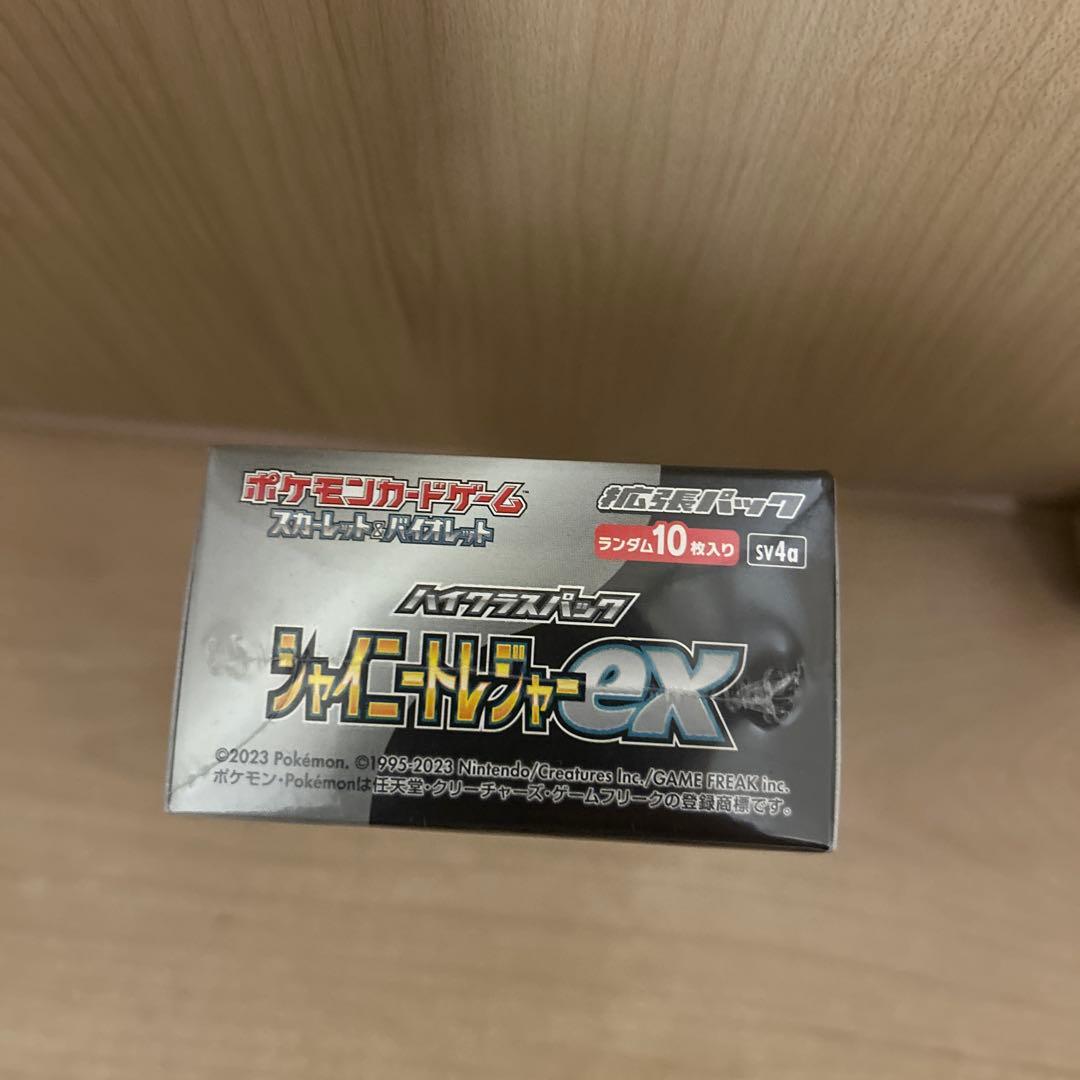 ポケモンカードゲーム™
スカーレット&バイオレット
拡張パック
ランダム10枚入り SV4a
ハイクラスパック
シャイニートレジャーex
©2023 Pokémon. ©1995-2023 Nintendo/Creatures Inc./GAME FREAK inc.
ポケモン・Pokémonは任天堂・クリーチャーズ・ゲームフリークの登録商標です。